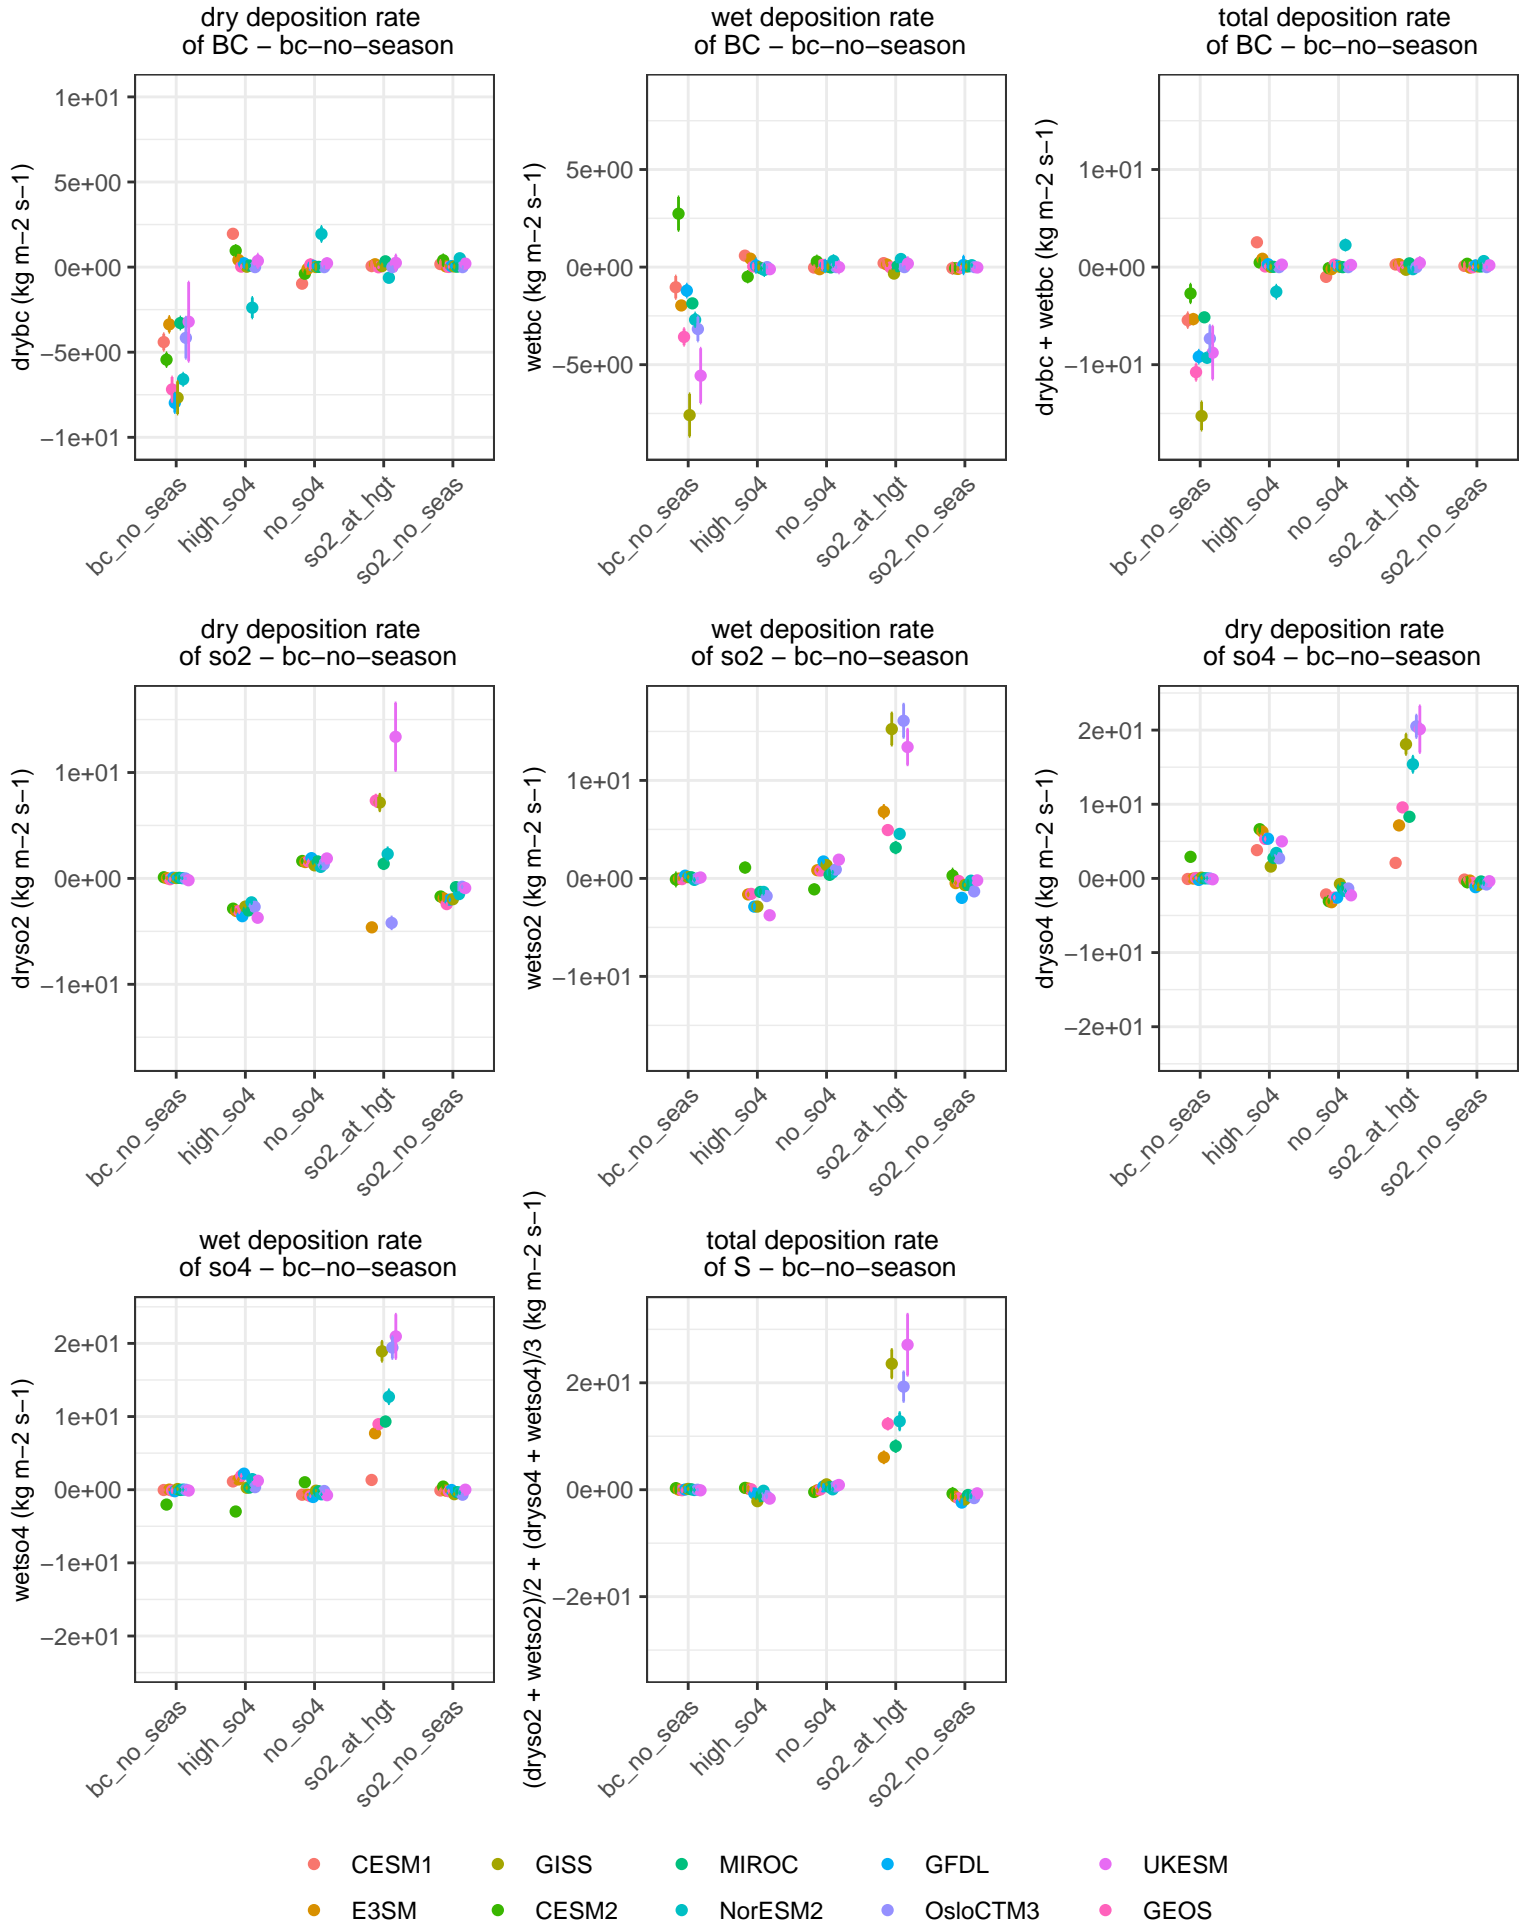 dry deposition rate
of BC − bc−no−season
drybc (kg m−2 s−1)
1e+01
5e+00
0e+00
−5e+00
−1e+01
bc_no_seas
high_so4
no_so4
so2_at_hgt
so2_no_seas
wet deposition rate
of BC − bc−no−season
wetbc (kg m−2 s−1)
5e+00
0e+00
−5e+00
bc_no_seas
high_so4
no_so4
so2_at_hgt
so2_no_seas
total deposition rate
of BC − bc−no−season
drybc + wetbc (kg m−2 s−1)
1e+01
0e+00
−1e+01
bc_no_seas
high_so4
no_so4
so2_at_hgt
so2_no_seas
dry deposition rate
of so2 − bc−no−season
dryso2 (kg m−2 s−1)
1e+01
0e+00
−1e+01
bc_no_seas
high_so4
no_so4
so2_at_hgt
so2_no_seas
wet deposition rate
of so2 − bc−no−season
wetso2 (kg m−2 s−1)
1e+01
0e+00
−1e+01
bc_no_seas
high_so4
no_so4
so2_at_hgt
so2_no_seas
dry deposition rate
of so4 − bc−no−season
dryso4 (kg m−2 s−1)
2e+01
1e+01
0e+00
−1e+01
−2e+01
bc_no_seas
high_so4
no_so4
so2_at_hgt
so2_no_seas
wet deposition rate
of so4 − bc−no−season
wetso4 (kg m−2 s−1)
2e+01
1e+01
0e+00
−1e+01
−2e+01
bc_no_seas
high_so4
no_so4
so2_at_hgt
so2_no_seas
total deposition rate
of S − bc−no−season
(dryso2 + wetso2)/2 + (dryso4 + wetso4)/3 (kg m−2 s−1)
2e+01
0e+00
−2e+01
bc_no_seas
high_so4
no_so4
so2_at_hgt
so2_no_seas
CESM1
GISS
MIROC
GFDL
UKESM
E3SM
CESM2
NorESM2
OsloCTM3
GEOS